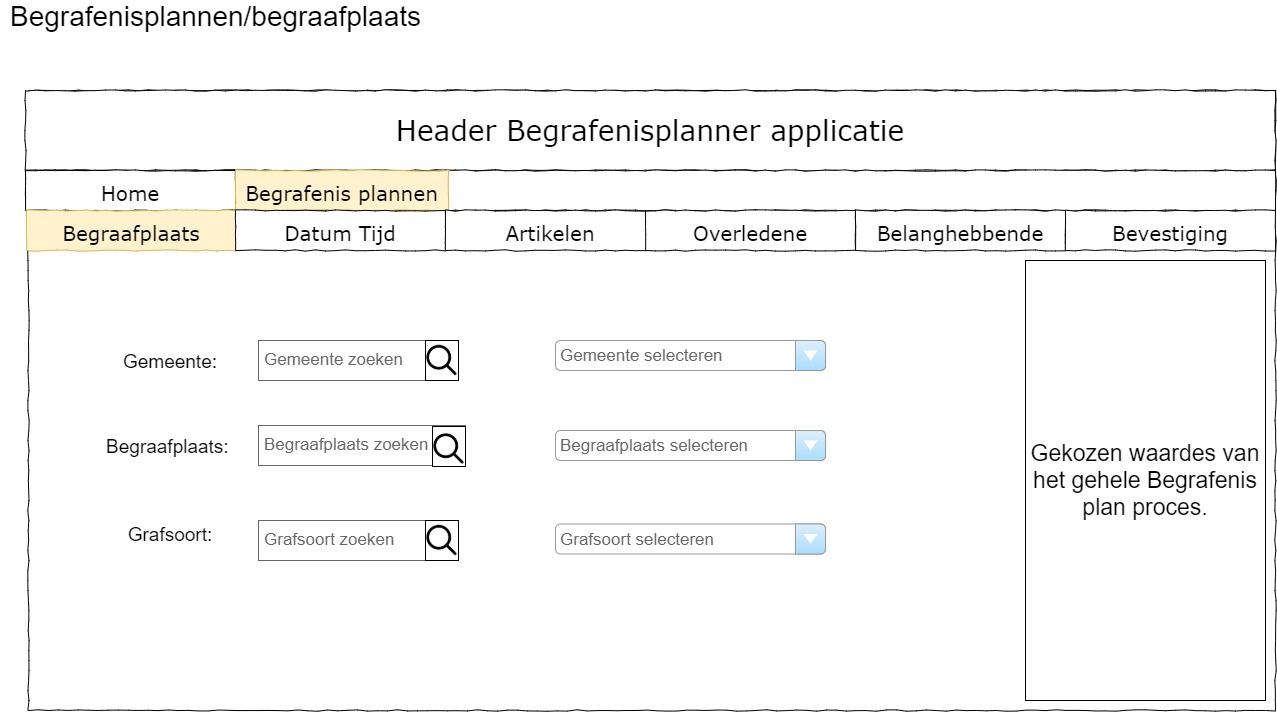 Begrafenisplannen/begraafplaats
Header Begrafenisplanner applicatie
Home
Begrafenis plannen
Begraafplaats
Datum Tijd
Artikelen
Overledene
Belanghebbende
Bevestiging
Gemeente:
Gemeente zoeken
Gemeente selecteren
Begraafplaats:
Begraafplaats zoeken
Begraafplaats selecteren
Grafsoort:
Grafsoort zoeken
Grafsoort selecteren
Gekozen waardes van
het gehele Begrafenis
plan proces.